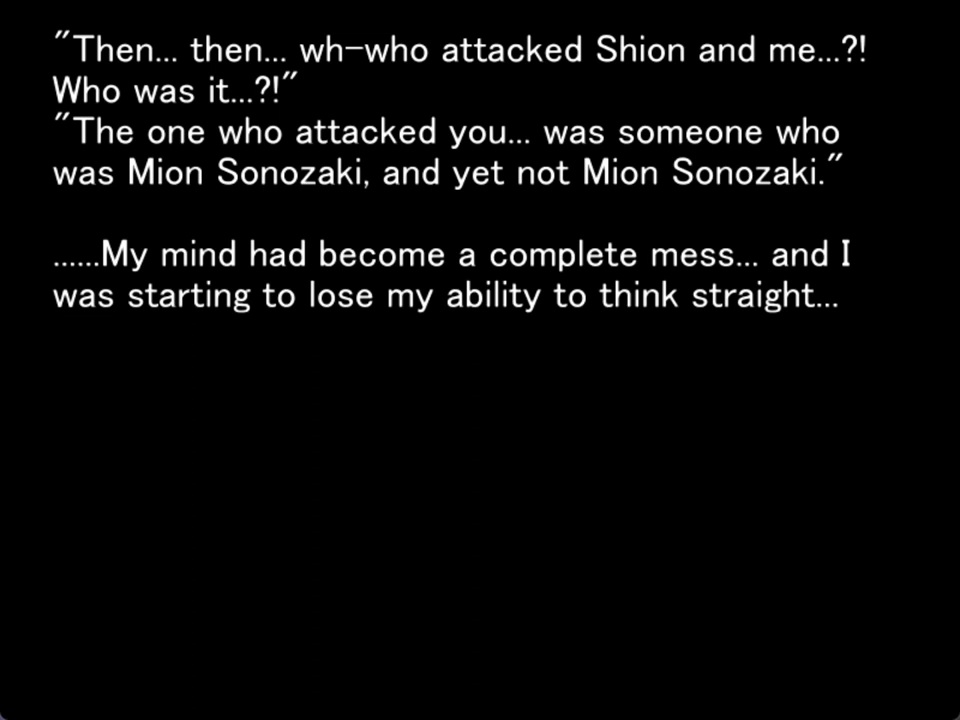 "Then... then... wh-who attacked Shion and me...?!
Who was it...?!"
"The one who attacked you... was someone who
was Mion Sonozaki, and yet not Mion Sonozaki."
......My mind had become a complete mess... and I
was starting to lose my ability to think straight...